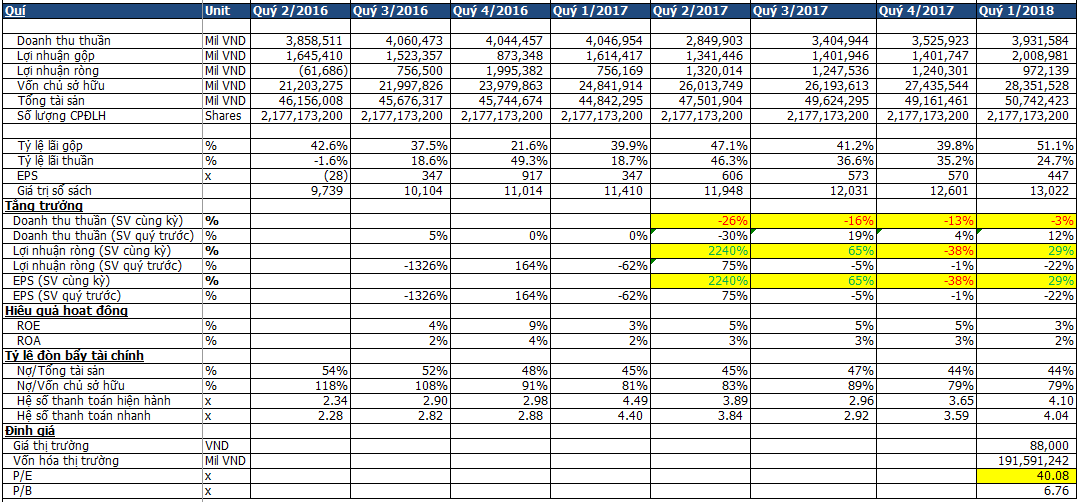 Quí Unit Quý 2/2016 Quý 3/2016 Quý 4/2016 Quý 1/2017 Quý 2/2017 Quý 3/2017 Quý 4/2017 Quý 1/2018
Doanh thu thuần Mil VND 3,858,511 4,060,473 4,044,457 4,046,954 2,849,903 3,404,944 3,525,923 3,931,584
Lợi nhuận gộp Mil VND 1,645,410 1,523,357 873,348 1,614,417 1,341,446 1,401,946 1,401,747 2,008,981
Lợi nhuận ròng Mil VND (61,686) 756,500 1,995,382 756,169 1,320,014 1,247,536 1,240,301 972,139
Vốn chủ sở hữu Mil VND 21,203,275 21,997,826 23,979,863 24,841,914 26,013,749 26,193,613 27,435,544 28,351,528
Tổng tài sản Mil VND 46,156,008 45,676,317 45,744,674 44,842,295 47,501,904 49,624,295 49,161,461 50,742,423
Số lượng CPĐLH Shares 2,177,173,200 2,177,173,200 2,177,173,200 2,177,173,200 2,177,173,200 2,177,173,200 2,177,173,200 2,177,173,200
Tỷ lệ lãi gộp % 42.6% 37.5% 21.6% 39.9% 47.1% 41.2% 39.8% 51.1%
Tỷ lệ lãi thuần % -1.6% 18.6% 49.3% 18.7% 46.3% 36.6% 35.2% 24.7%
EPS x (28) 347 917 347 606 573 570 447
Giá trị sổ sách 9,739 10,104 11,014 11,410 11,948 12,031 12,601 13,022
Tăng trưởng
Doanh thu thuần (SV cùng kỳ) % -26% -16% -13% -3%
Doanh thu thuần (SV quý trước) % 5% 0% 0% -30% 19% 4% 12%
Lợi nhuận ròng (SV cùng kỳ) % 2240% 65% -38% 29%
Lợi nhuận ròng (SV quý trước) % -1326% 164% -62% 75% -5% -1% -22%
EPS (SV cùng kỳ) % 2240% 65% -38% 29%
EPS (SV quý trước) % -1326% 164% -62% 75% -5% -1% -22%
Hiệu quả hoạt động
ROE % 4% 9% 3% 5% 5% 5% 3%
ROA % 2% 4% 2% 3% 3% 3% 2%
Tỷ lệ đòn bẩy tài chính
Nợ/Tổng tài sản % 54% 52% 48% 45% 45% 47% 44% 44%
Nợ/Vốn chủ sở hữu % 118% 108% 91% 81% 83% 89% 79% 79%
Hệ số thanh toán hiện hành x 2.34 2.90 2.98 4.49 3.89 2.96 3.65 4.10
Hệ số thanh toán nhanh x 2.28 2.82 2.88 4.40 3.84 2.92 3.59 4.04
Định giá
Giá thị trường VND 88,000
Vốn hóa thị trường Mil VND 191,591,242
P/E x 40.08
P/B x 6.76